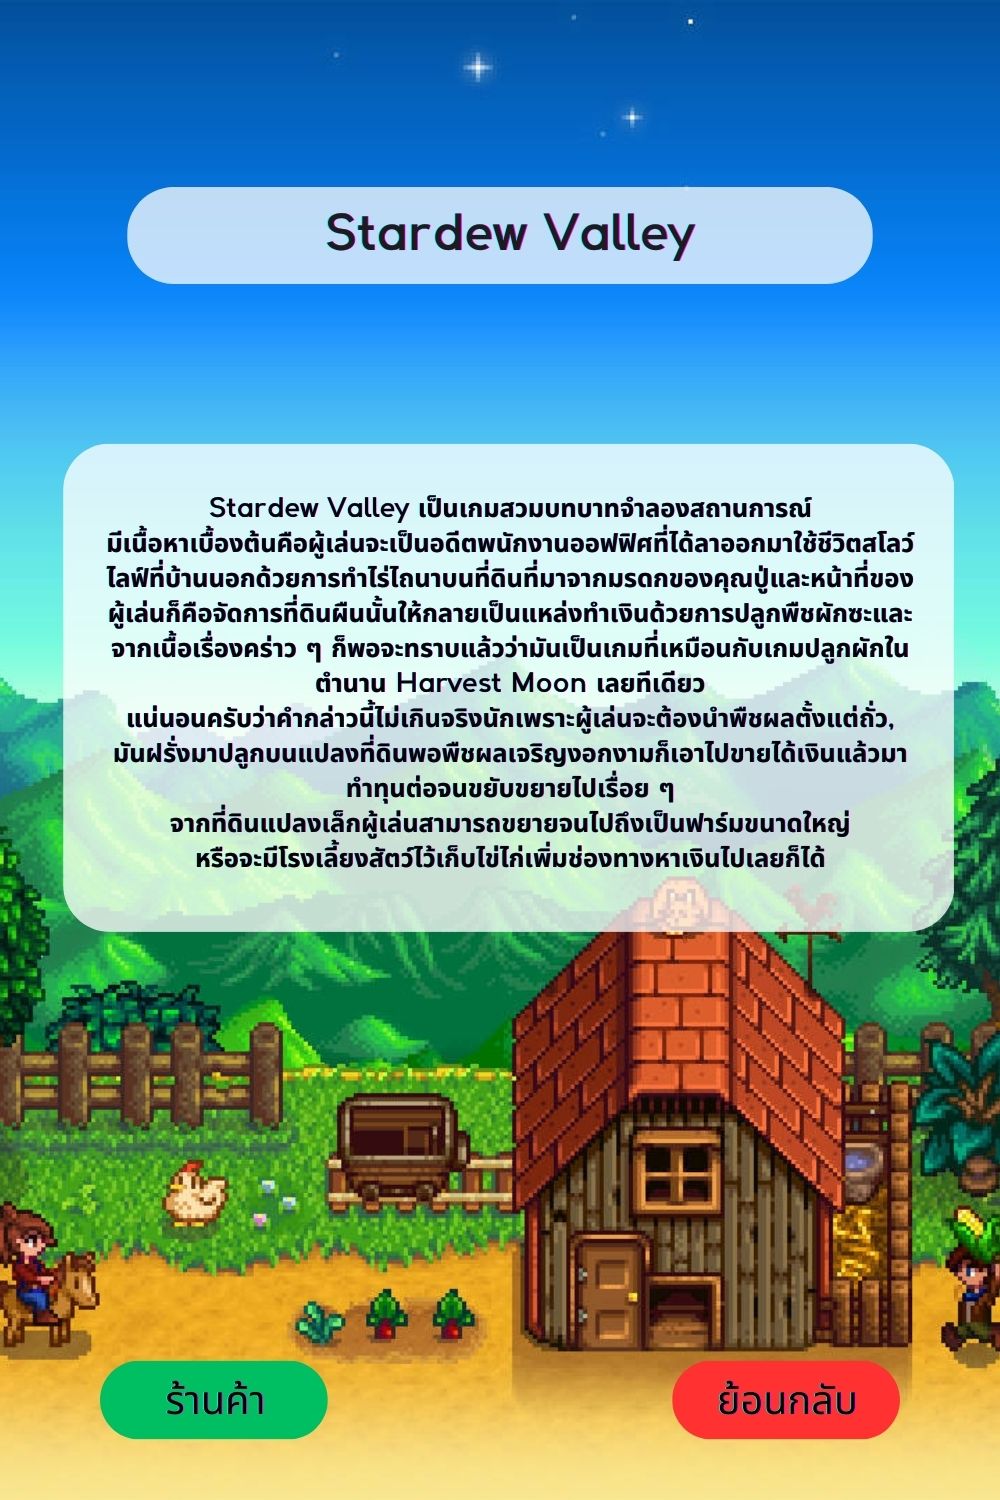 Stardew Valley
Stardew Valley เป็นเกมสวมบทบาทจำลองสถานการณ์
มีเนื้อหาเบื้องต้นคือผู้เล่นจะเป็นอดีตพนักงานออฟฟิศที่ได้ลาออกมาใช้ชีวิตสโลว์
ไลฟ์ที่บ้านนอกด้วยการทำไร่ไถนาบนที่ดินที่มาจากมรดกของคุณปู่และหน้าที่ของ
ผู้เล่นก็คือจัดการที่ดินผืนนั้นให้กลายเป็นแหล่งทำเงินด้วยการปลูกพืชผักซะและ
จากเนื้อเรื่องคร่าว ๆ ก็พอจะทราบแล้วว่ามันเป็นเกมที่เหมือนกับเกมปลูกผักใน
ตำนาน Harvest Moon เลยทีเดียว
แน่นอนครับว่าคำกล่าวนี้ไม่เกินจริงนักเพราะผู้เล่นจะต้องนำพืชผลตั้งแต่ถั่ว,
มันฝรั่งมาปลูกบนแปลงที่ดินพอพืชผลเจริญงอกงามก็เอาไปขายได้เงินแล้วมา
ทำทุนต่อจนขยับขยายไปเรื่อย ๆ
จากที่ดินแปลงเล็กผู้เล่นสามารถขยายจนไปถึงเป็นฟาร์มขนาดใหญ่
หรือจะมีโรงเลี้ยงสัตว์ไว้เก็บไข่ไก่เพิ่มช่องทางหาเงินไปเลยก็ได้
ร้านค้า
ย้อนกลับ